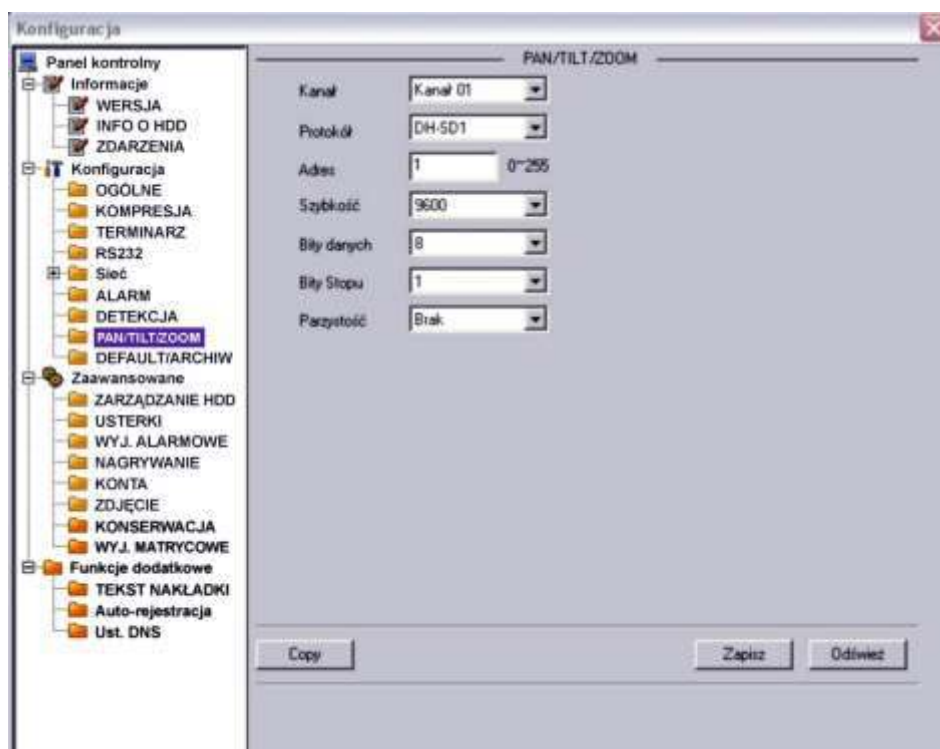 Konfiguracja
Panel kontrolny
Informacje
WERSJA
INFO O HDD
ZDARZENIA
Konfiguracja
OGÓLNE
KOMPRESJA
TERMINARZ
RS232
Sieć
ALARM
DETEKCJA
PAN/TILT/ZOOM
DEFAULT/ARCHIW
Zaawansowane
ZARZĄDZANIE HDD
USTERKI
WYJ. ALARMOWE
NAGRYWANIE
KONTA
ZDJĘCIE
KONSERWACJA
WYJ. MATRYCOWE
Funkcje dodatkowe
TEKST NAKŁADKI
Auto-rejestracja
Ust. DNS
PAN/TILT/ZOOM
Kanał Kanał 01
Protokół DH-SD1
Adres 1 0~255
Szybkość 9600
Bity danych 8
Bity Stopu 1
Parzystość Brak
Copy Zapisz Odśwież